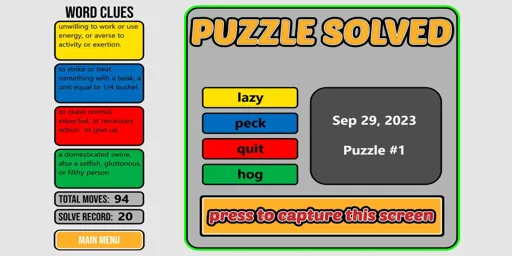 WORD CLUES
unwilling to work or use
energy, or averse to
activity or exertion.
to strike or beat
something with a beak, a
unit equal to 1/4 bushel.
to cease normal,
expected, or necessary
action. to give up.
a domesticated swine,
also a selfish, gluttonous,
or filthy person
TOTAL MOVES: 94
SOLVE RECORD: 20
MAIN MENU
PUZZLE SOLVED
lazy
peck
quit
hog
Sep 29, 2023
Puzzle #1
press to capture this screen